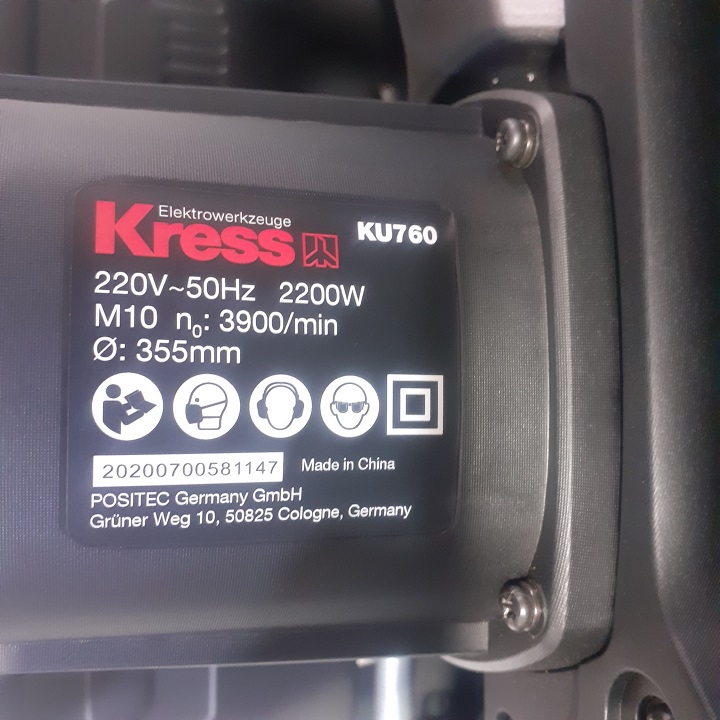 Elektrowerkzeuge
Kress KU760
220V~50Hz 2200W
M10 n₀: 3900/min
Ø: 355mm
20200700581147 Made in China
POSITEC Germany GmbH
Grüner Weg 10, 50825 Cologne, Germany